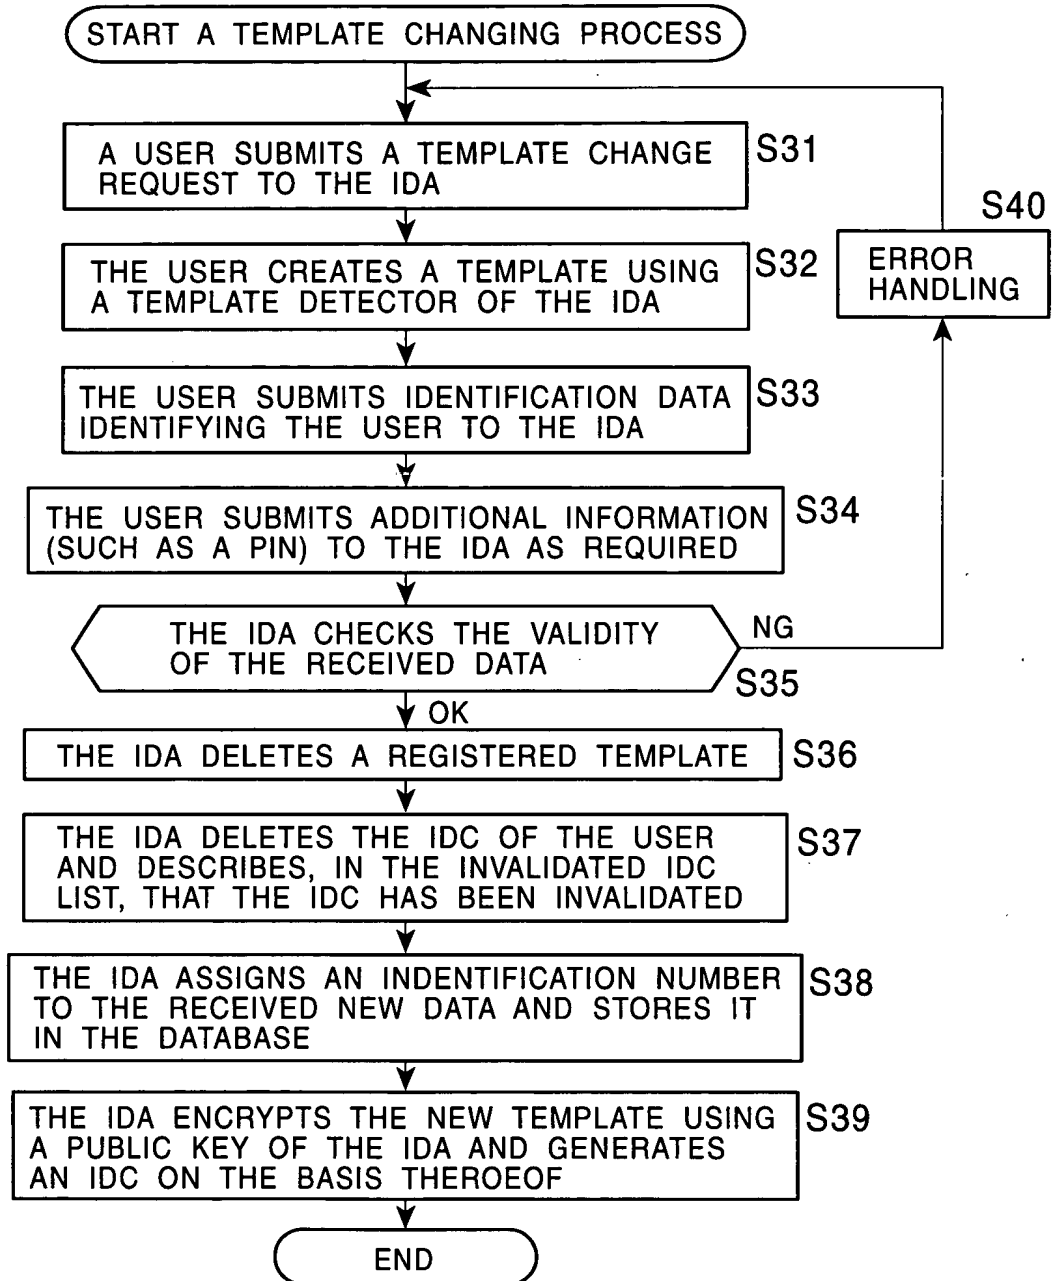 START A TEMPLATE CHANGING PROCESS
A USER SUBMITS A TEMPLATE CHANGE
REQUEST TO THE IDA
S31
S40
ERROR
HANDLING
THE USER CREATES A TEMPLATE USING
A TEMPLATE DETECTOR OF THE IDA
S32
THE USER SUBMITS IDENTIFICATION DATA
IDENTIFYING THE USER TO THE IDA
S33
THE USER SUBMITS ADDITIONAL INFORMATION
(SUCH AS A PIN) TO THE IDA AS REQUIRED
S34
THE IDA CHECKS THE VALIDITY
OF THE RECEIVED DATA
NG
S35
OK
THE IDA DELETES A REGISTERED TEMPLATE
S36
THE IDA DELETES THE IDC OF THE USER
AND DESCRIBES, IN THE INVALIDATED IDC
LIST, THAT THE IDC HAS BEEN INVALIDATED
S37
THE IDA ASSIGNS AN INDENTIFICATION NUMBER
TO THE RECEIVED NEW DATA AND STORES IT
IN THE DATABASE
S38
THE IDA ENCRYPTS THE NEW TEMPLATE USING
A PUBLIC KEY OF THE IDA AND GENERATES
AN IDC ON THE BASIS THEROEOF
S39
END